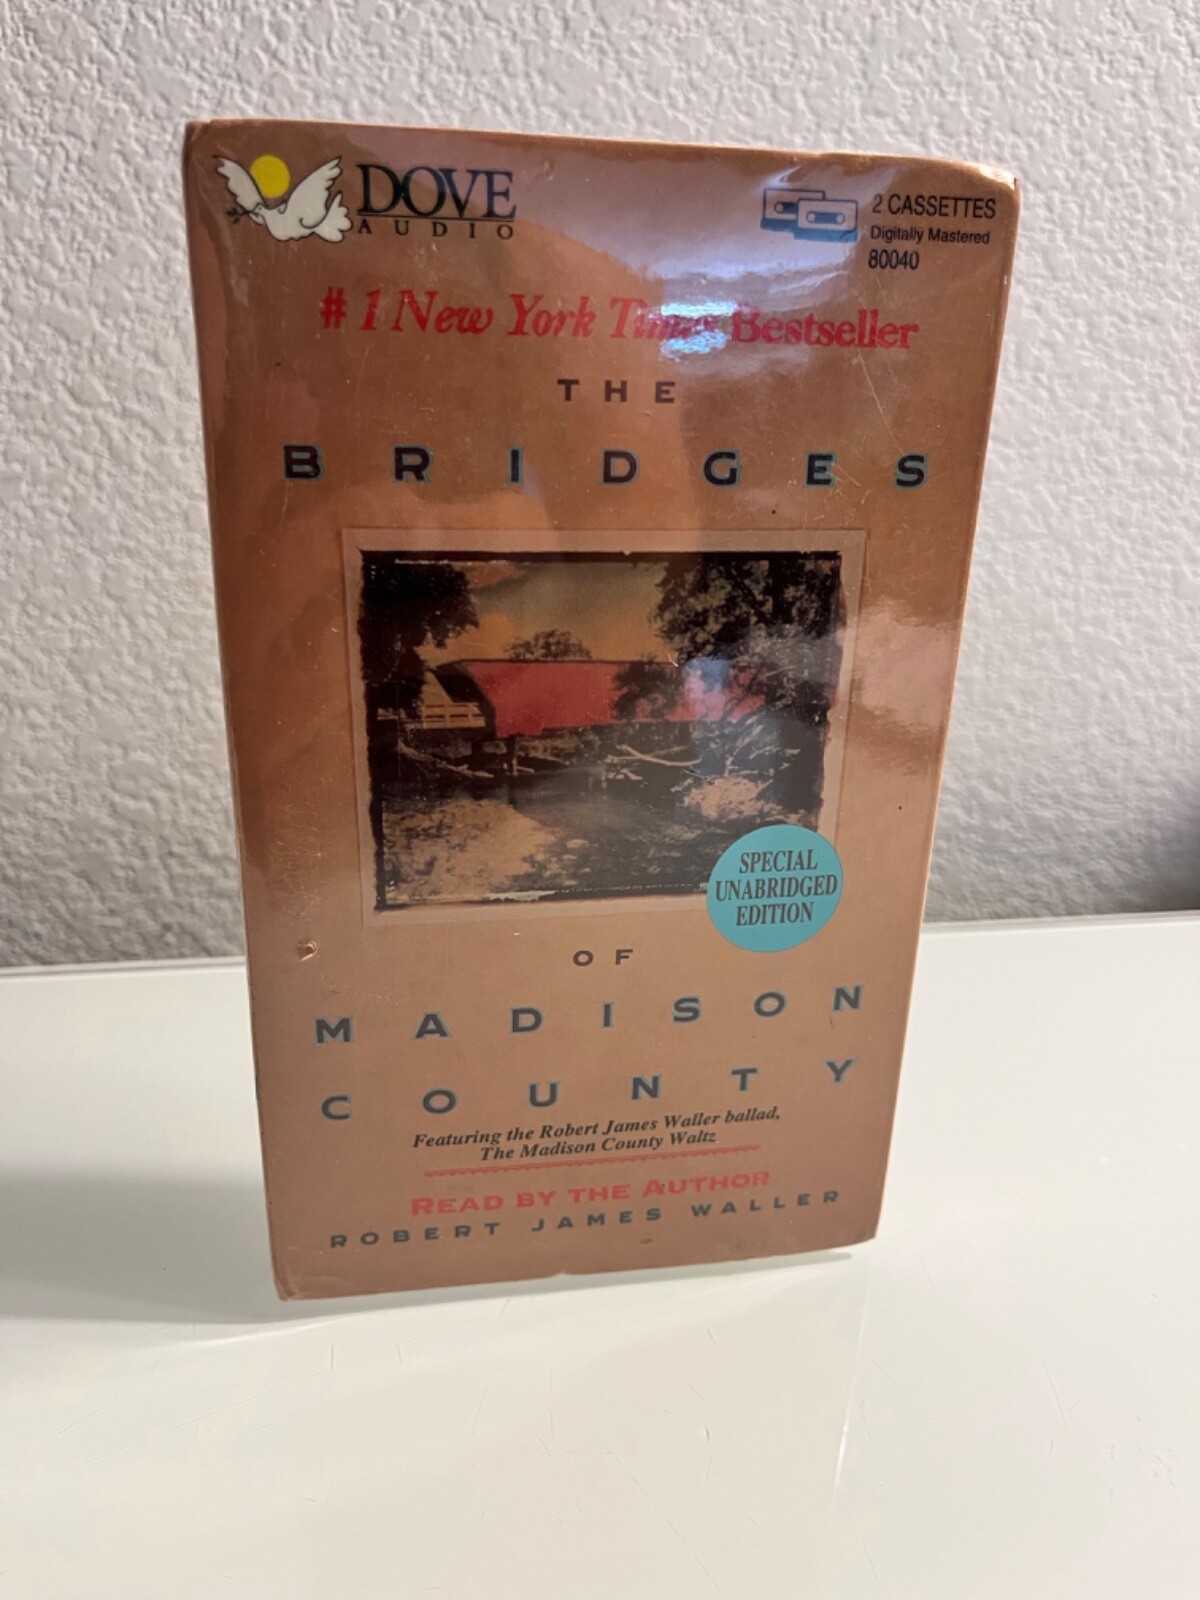 DOVE
AUDIO
2 CASSETTES
Digitally Mastered
80040
# 1 New York Times Bestseller
THE
BRIDGES
SPECIAL
UNABRIDGED
EDITION
OF
MADISON
COUNTY
Featuring the Robert James Waller ballad,
The Madison County Waltz
READ BY THE AUTHOR
ROBERT JAMES WALLER